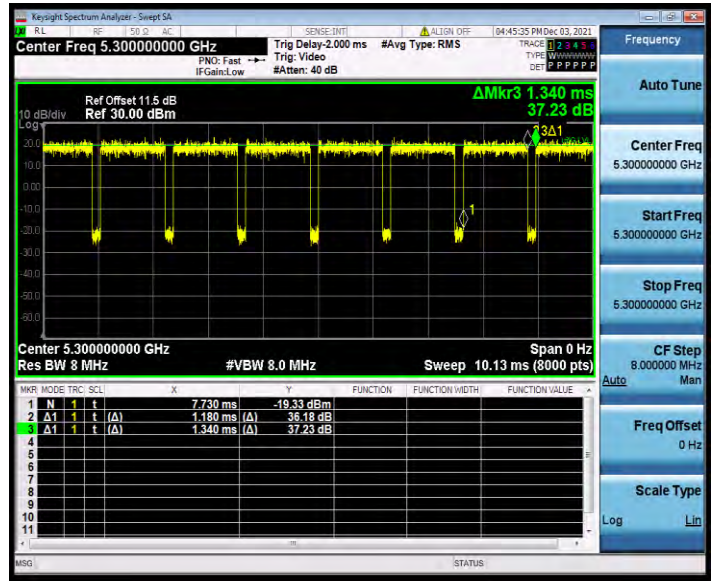 Keysight Spectrum Analyzer - Swept SA
RL RF 50 Ω AC SENSE:INT ALIGN OFF 04:45:35 PM Dec 03, 2021
Center Freq 5.300000000 GHz
PNO: Fast
IFGain:Low
Trig Delay-2.000 ms
Trig: Video
#Atten: 40 dB
#Avg Type: RMS
TRACE 1 2 3 4 5 6
TYPE WWWWWW
DET P P P P P P
ΔMkr3 1.340 ms
37.23 dB
Ref Offset 11.5 dB
10 dB/div Ref 30.00 dBm
Log
3Δ1
20.0
10.0
0.00
-10.0
-20.0
-30.0
-40.0
-50.0
-60.0
1
Center 5.300000000 GHz Span 0 Hz
Res BW 8 MHz #VBW 8.0 MHz Sweep 10.13 ms (8000 pts)
MKR MODE TRC SCL X Y FUNCTION FUNCTION WIDTH FUNCTION VALUE
1 N 1 t 7.730 ms -19.33 dBm
2 Δ1 1 t (Δ) 1.180 ms (Δ) 36.18 dB
3 Δ1 1 t (Δ) 1.340 ms (Δ) 37.23 dB
4
5
6
7
8
9
10
11
MSG STATUS
Frequency
Auto Tune
Center Freq
5.300000000 GHz
Start Freq
5.300000000 GHz
Stop Freq
5.300000000 GHz
CF Step
8.000000 MHz
Auto Man
Freq Offset
0 Hz
Scale Type
Log Lin